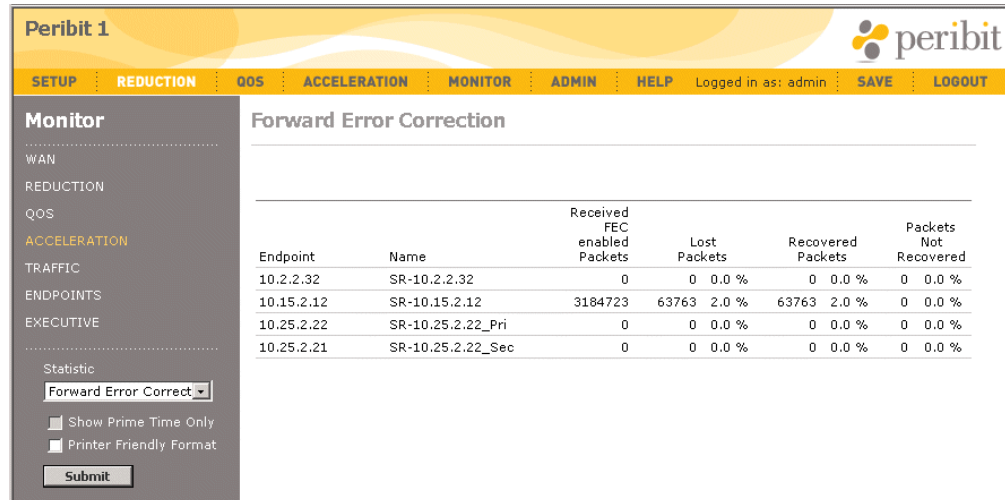 Peribit 1
peribit
SETUP REDUCTION QOS ACCELERATION MONITOR ADMIN HELP Logged in as: admin SAVE LOGOUT
Monitor
WAN
REDUCTION
QOS
ACCELERATION
TRAFFIC
ENDPOINTS
EXECUTIVE
Statistic
Forward Error Correct
Show Prime Time Only
Printer Friendly Format
Submit
Forward Error Correction
Endpoint Name Received FEC enabled Packets Lost Packets Recovered Packets Packets Not Recovered
10.2.2.32 SR-10.2.2.32 0 0 0.0 % 0 0.0 % 0 0.0 %
10.15.2.12 SR-10.15.2.12 3184723 63763 2.0 % 63763 2.0 % 0 0.0 %
10.25.2.22 SR-10.25.2.22_Pri 0 0 0.0 % 0 0.0 % 0 0.0 %
10.25.2.21 SR-10.25.2.22_Sec 0 0 0.0 % 0 0.0 % 0 0.0 %